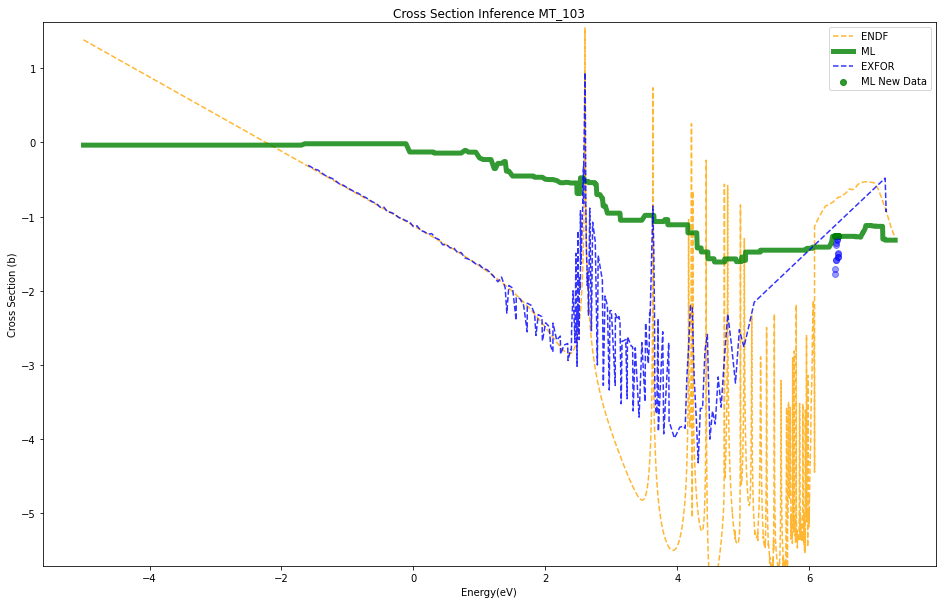 Cross Section Inference MT_103
ENDF
ML
EXFOR
ML New Data
Cross Section (b)
1
0
−1
−2
−3
−4
−5
−4
−2
0
2
4
6
Energy(eV)